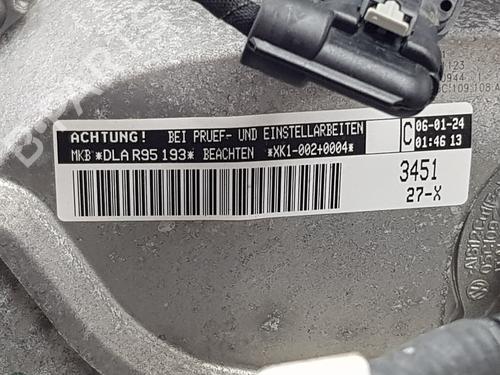 ACHTUNG! BEI PRUEF- UND EINSTELLARBEITEN
MKB *DLA R95 193* BEACHTEN *XK1-002+0004*
C 06-01-24
01:46 13
3451
27-X